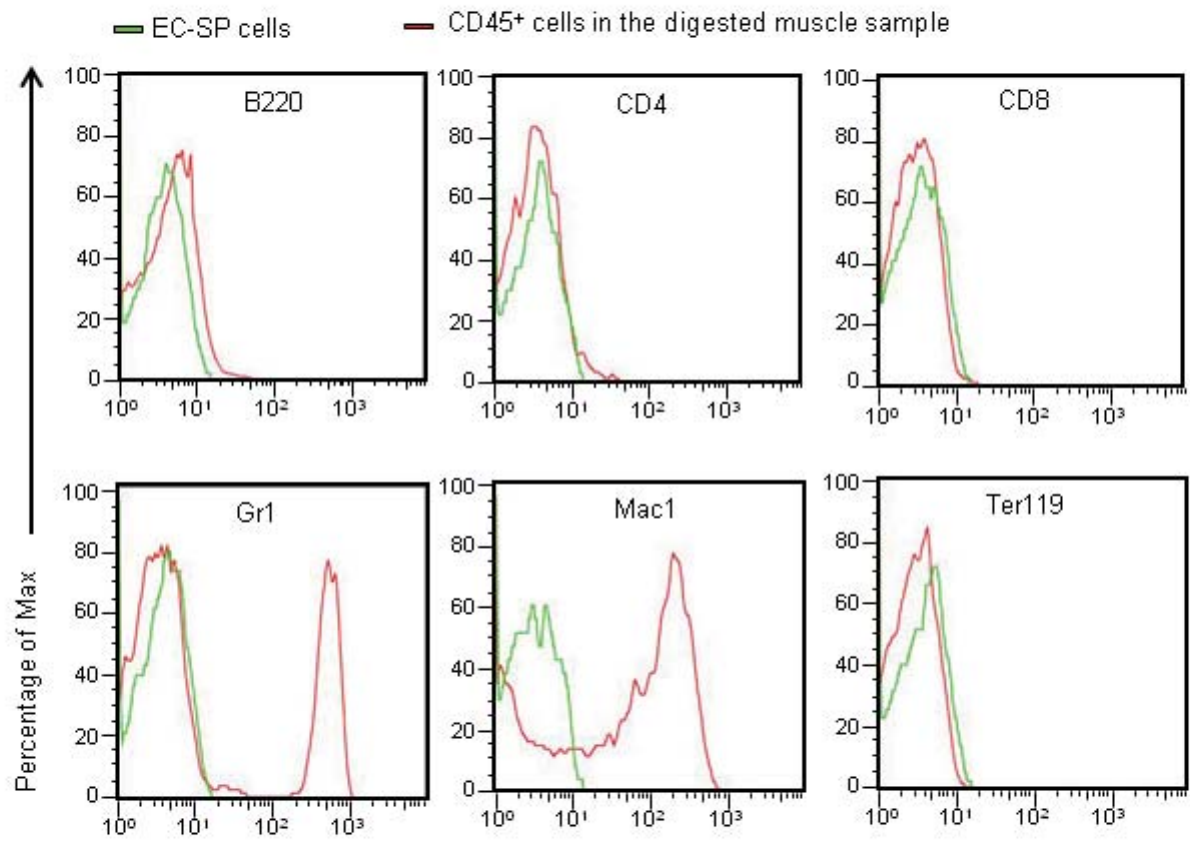 EC-SP cells
CD45⁺ cells in the digested muscle sample
Percentage of Max
B220
100
80
60
40
20
0
10⁰ 10¹ 10² 10³
CD4
100
80
60
40
20
0
10⁰ 10¹ 10² 10³
CD8
100
80
60
40
20
0
10⁰ 10¹ 10² 10³
Gr1
100
80
60
40
20
0
10⁰ 10¹ 10² 10³
Mac1
100
80
60
40
20
0
10⁰ 10¹ 10² 10³
Ter119
100
80
60
40
20
0
10⁰ 10¹ 10² 10³